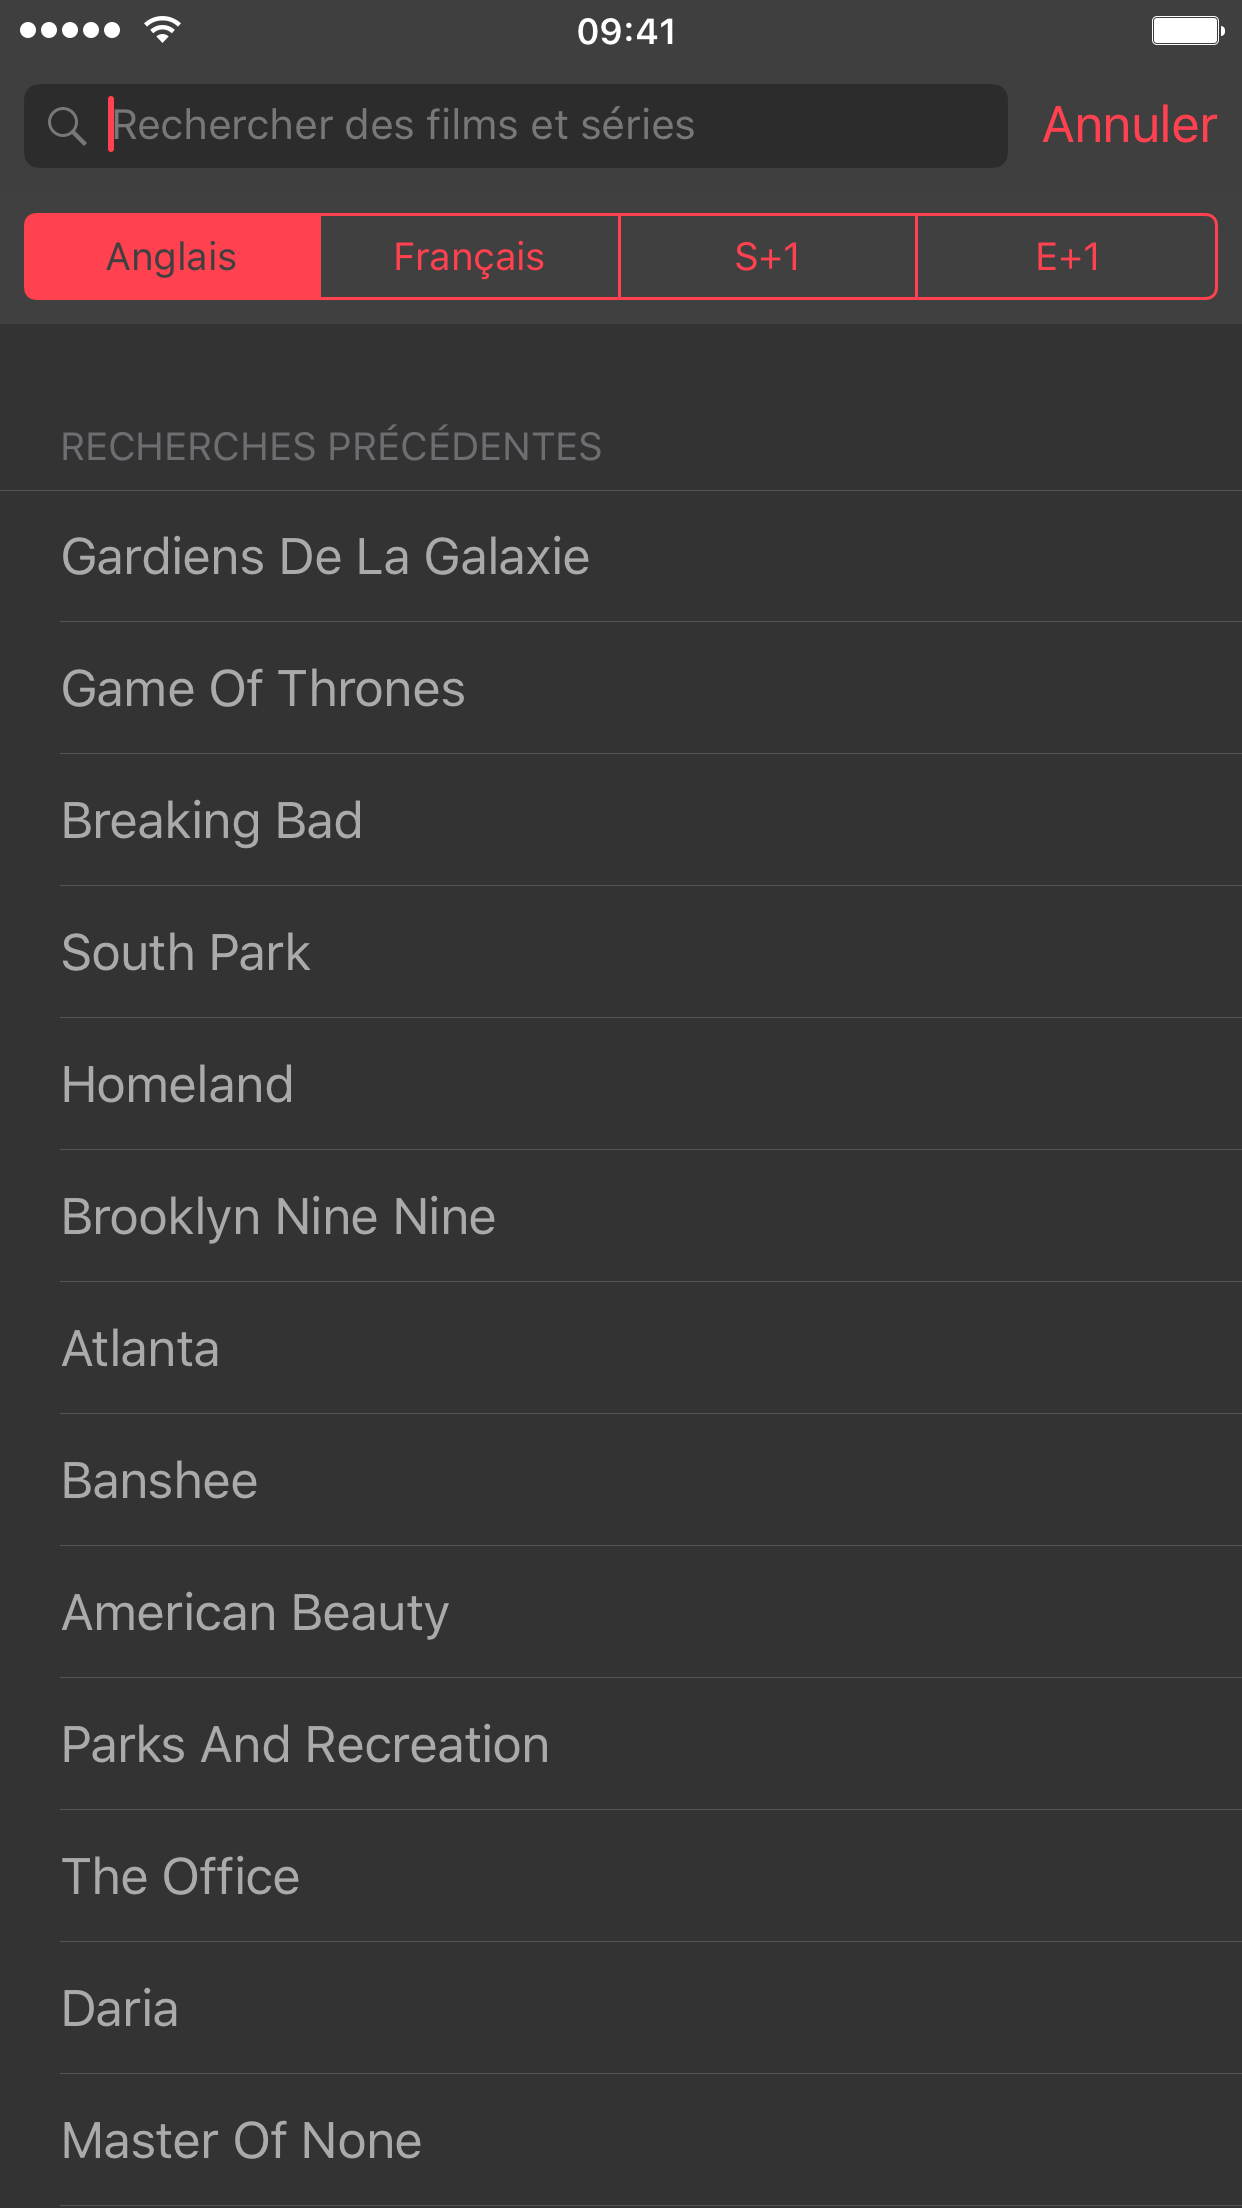 09:41
Rechercher des films et séries
Annuler
Anglais
Français
S+1
E+1
RECHERCHES PRÉCÉDENTES
Gardiens De La Galaxie
Game Of Thrones
Breaking Bad
South Park
Homeland
Brooklyn Nine Nine
Atlanta
Banshee
American Beauty
Parks And Recreation
The Office
Daria
Master Of None